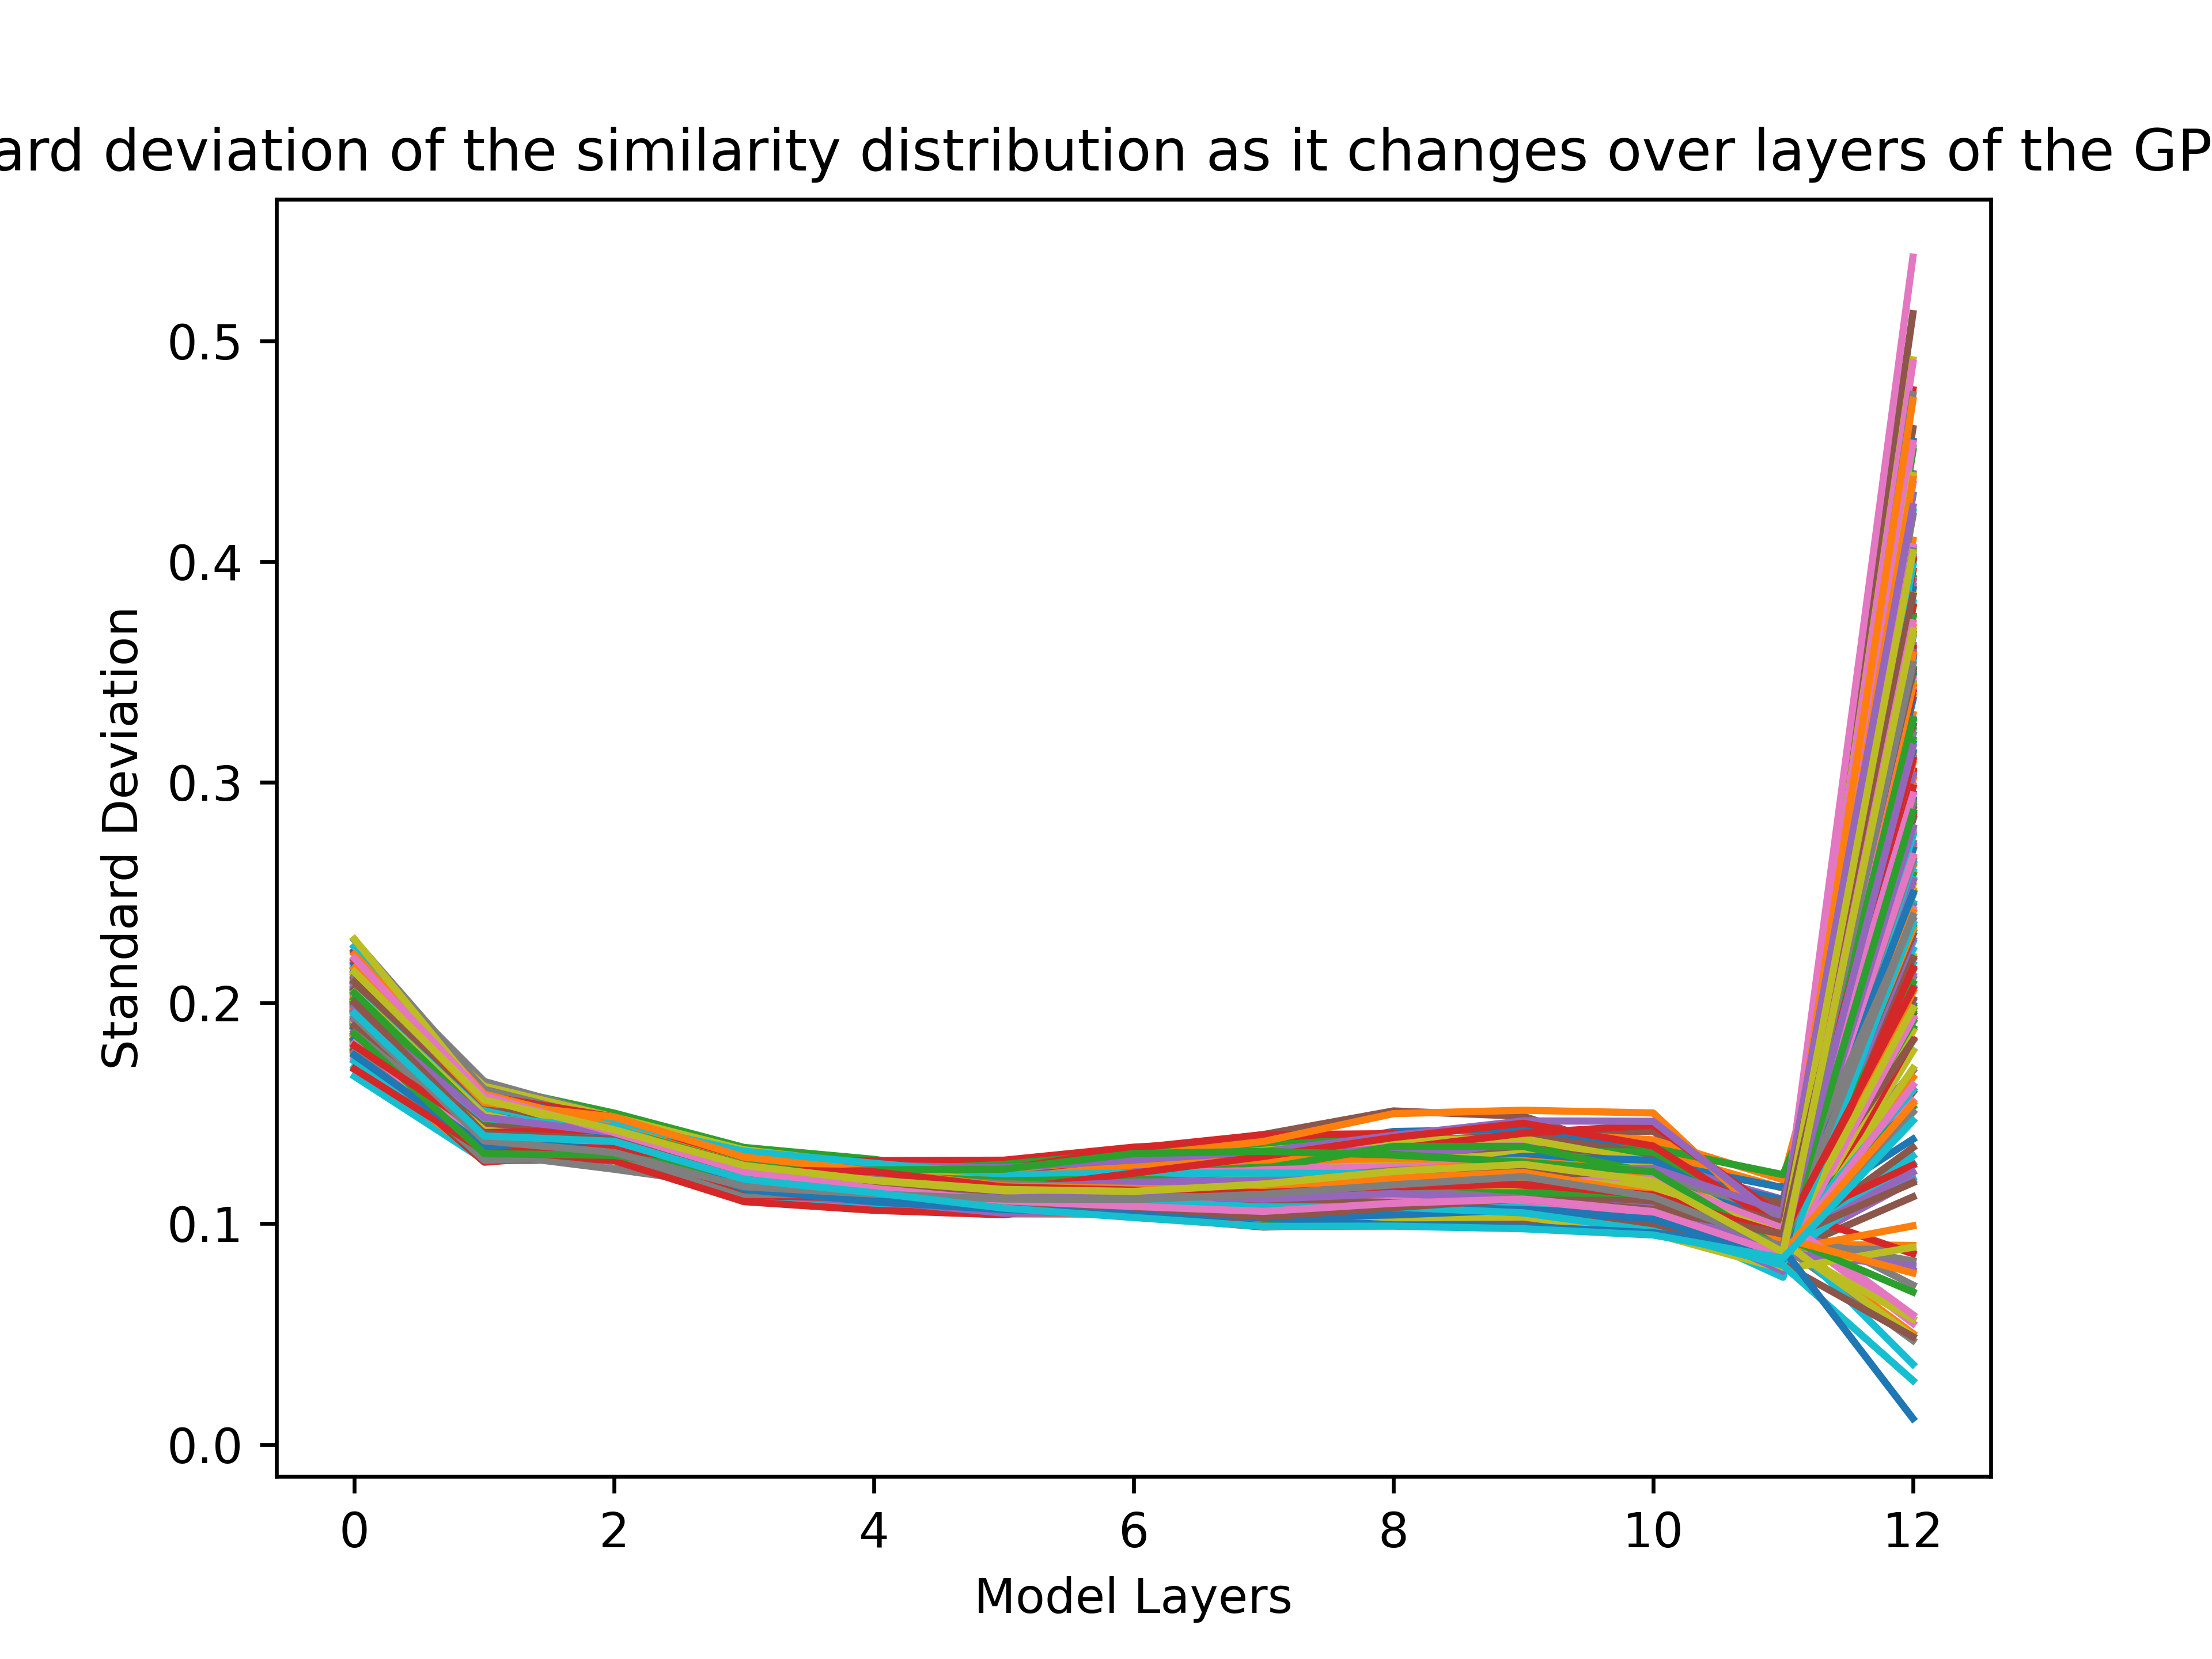 ard deviation of the similarity distribution as it changes over layers of the GP
0.5
0.4
0.3
0.2
0.1
0.0
Standard Deviation
0 2 4 6 8 10 12
Model Layers